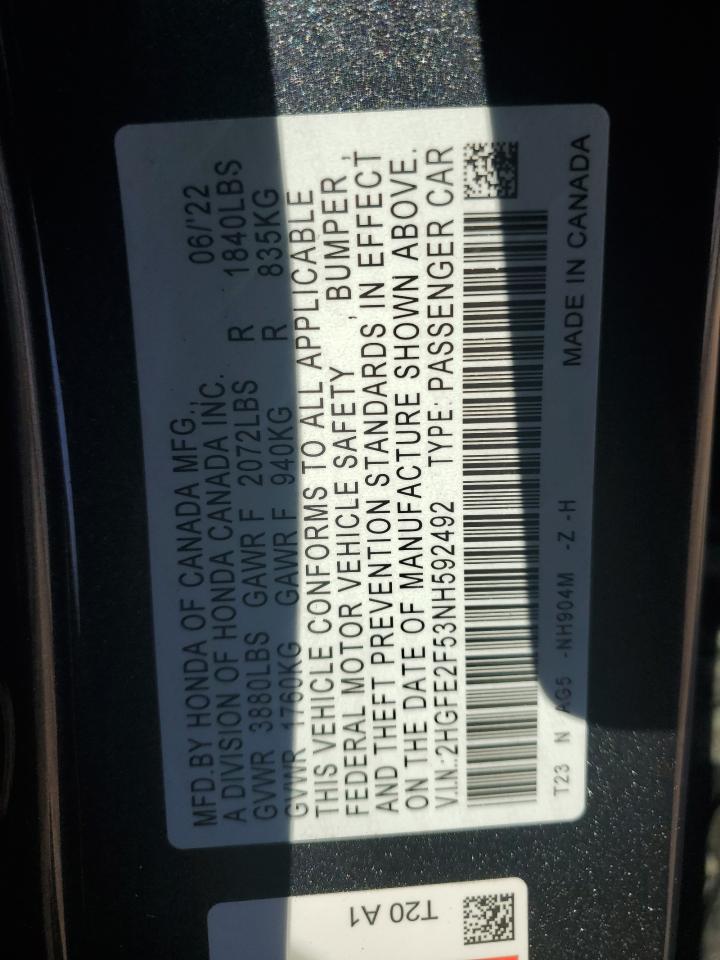 MFD.BY HONDA OF CANADA MFG., 06/'22
A DIVISION OF HONDA CANADA INC.
GVWR 3880LBS GAWR F 2072LBS R 1840LBS
GVWR 1760KG GAWR F 940KG R 835KG
THIS VEHICLE CONFORMS TO ALL APPLICABLE
FEDERAL MOTOR VEHICLE SAFETY , BUMPER ,
AND THEFT PREVENTION STANDARDS IN EFFECT
ON THE DATE OF MANUFACTURE SHOWN ABOVE.
V.I.N.:2HGFE2F53NH592492 TYPE: PASSENGER CAR
MADE IN CANADA
T23 N AG5 -NH904M -Z -H
T20 A1